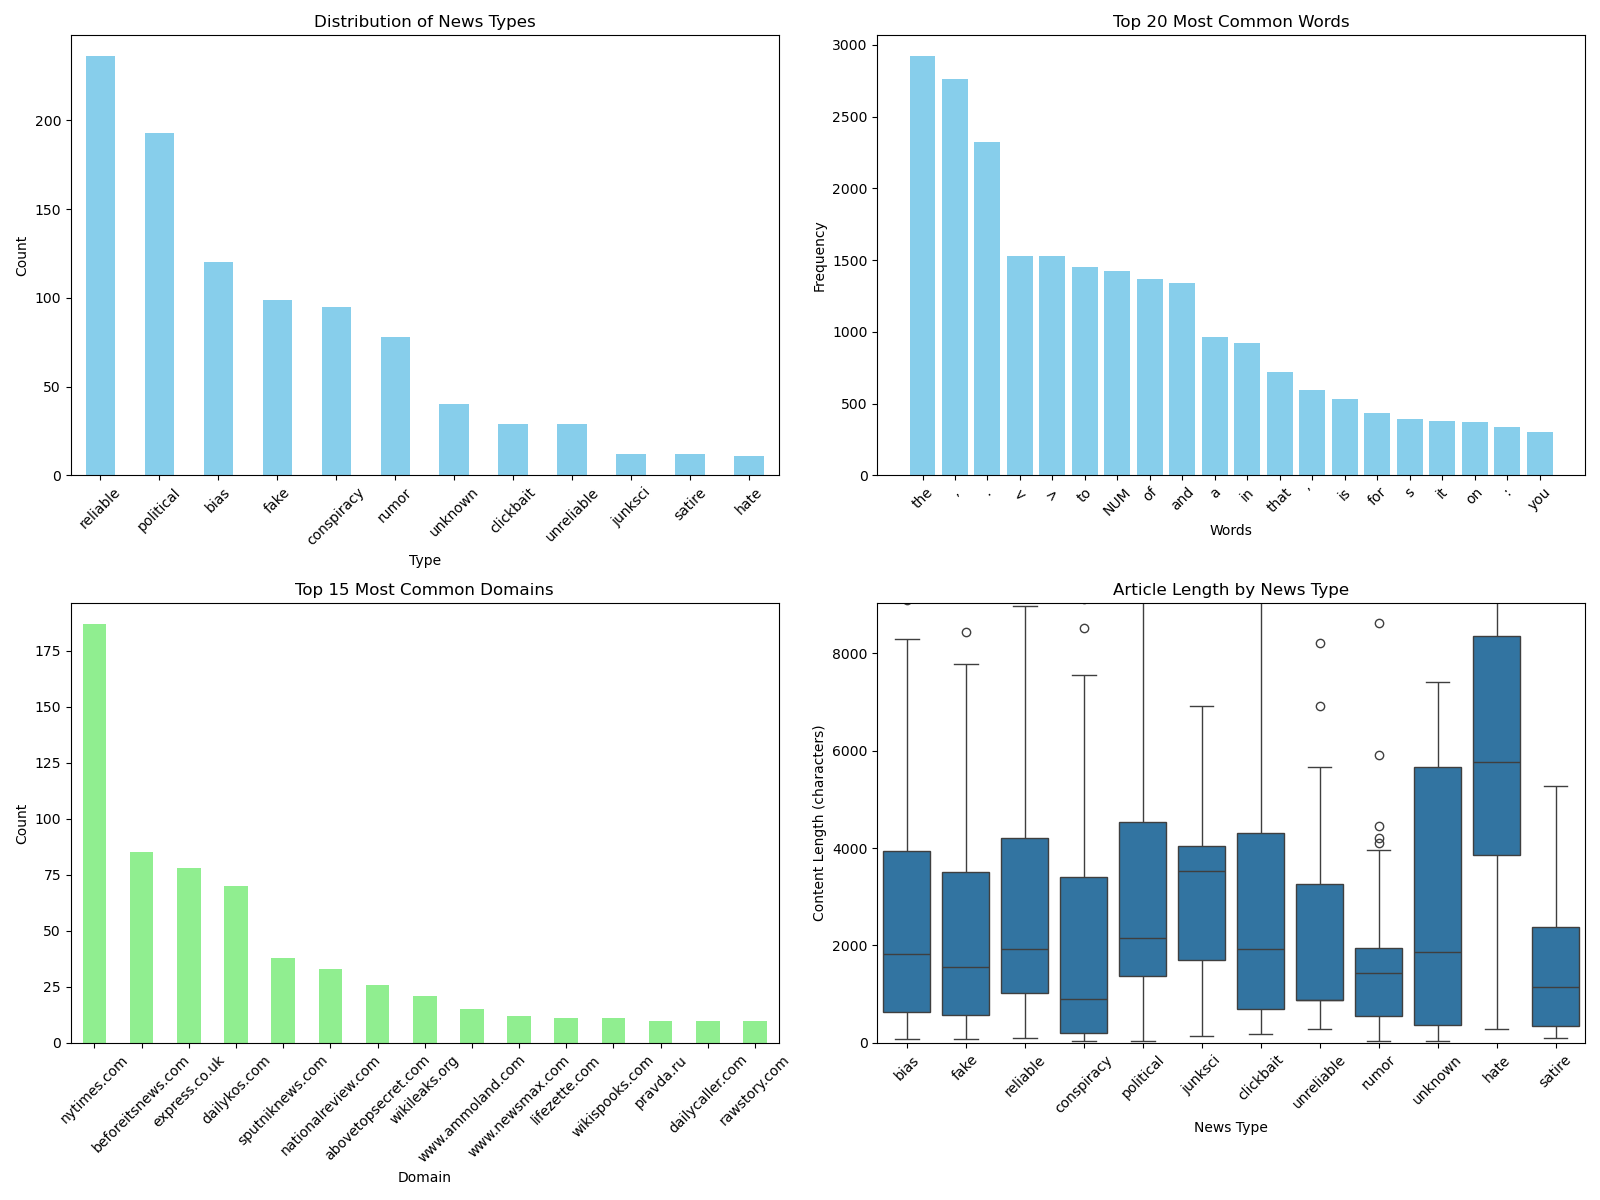 Distribution of News Types
Count
200
150
100
50
0
reliable
political
bias
fake
conspiracy
rumor
unknown
clickbait
unreliable
junksci
satire
hate
Type
Top 20 Most Common Words
Frequency
3000
2500
2000
1500
1000
500
0
the
,
.
<
>
to
NUM
of
and
a
in
that
’
is
for
s
it
on
:
you
Words
Top 15 Most Common Domains
Count
175
150
125
100
75
50
25
0
nytimes.com
beforeitsnews.com
express.co.uk
dailykos.com
sputniknews.com
nationalreview.com
abovetopsecret.com
wikileaks.org
www.ammoland.com
www.newsmax.com
lifezette.com
wikispooks.com
pravda.ru
dailycaller.com
rawstory.com
Domain
Article Length by News Type
Content Length (characters)
8000
6000
4000
2000
0
bias
fake
reliable
conspiracy
political
junksci
clickbait
unreliable
rumor
unknown
hate
satire
News Type